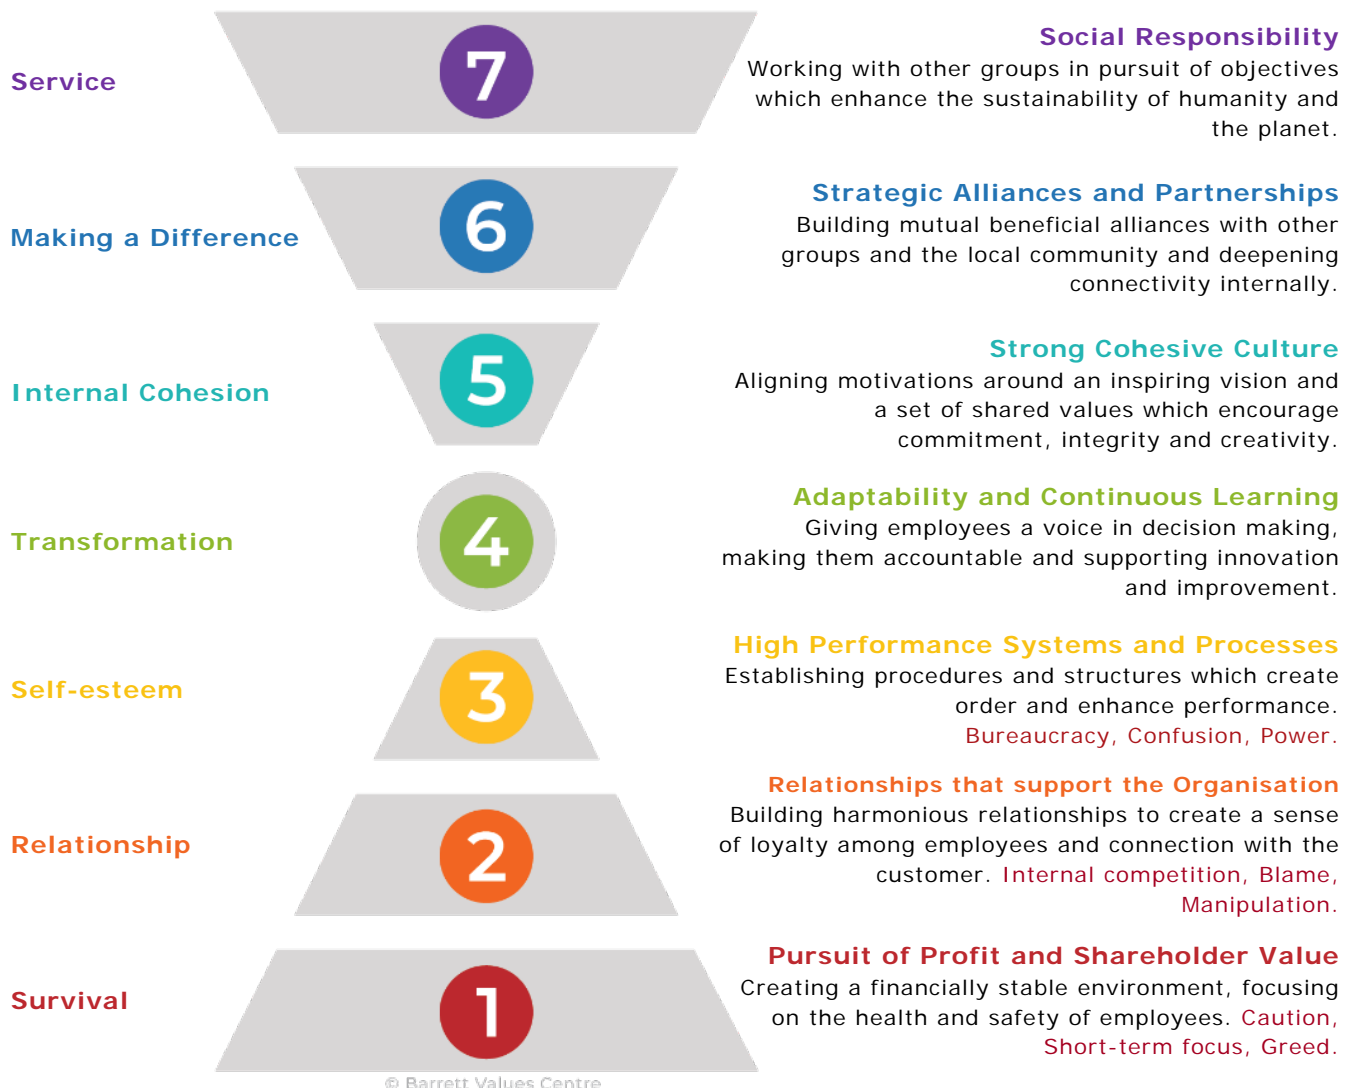 Service
7
Social Responsibility
Working with other groups in pursuit of objectives
which enhance the sustainability of humanity and
the planet.
Making a Difference
6
Strategic Alliances and Partnerships
Building mutual beneficial alliances with other
groups and the local community and deepening
connectivity internally.
Internal Cohesion
5
Strong Cohesive Culture
Aligning motivations around an inspiring vision and
a set of shared values which encourage
commitment, integrity and creativity.
Transformation
4
Adaptability and Continuous Learning
Giving employees a voice in decision making,
making them accountable and supporting innovation
and improvement.
Self-esteem
3
High Performance Systems and Processes
Establishing procedures and structures which create
order and enhance performance.
Bureaucracy, Confusion, Power.
Relationship
2
Relationships that support the Organisation
Building harmonious relationships to create a sense
of loyalty among employees and connection with the
customer. Internal competition, Blame,
Manipulation.
Survival
1
Pursuit of Profit and Shareholder Value
Creating a financially stable environment, focusing
on the health and safety of employees. Caution,
Short-term focus, Greed.
© Barrett Values Centre